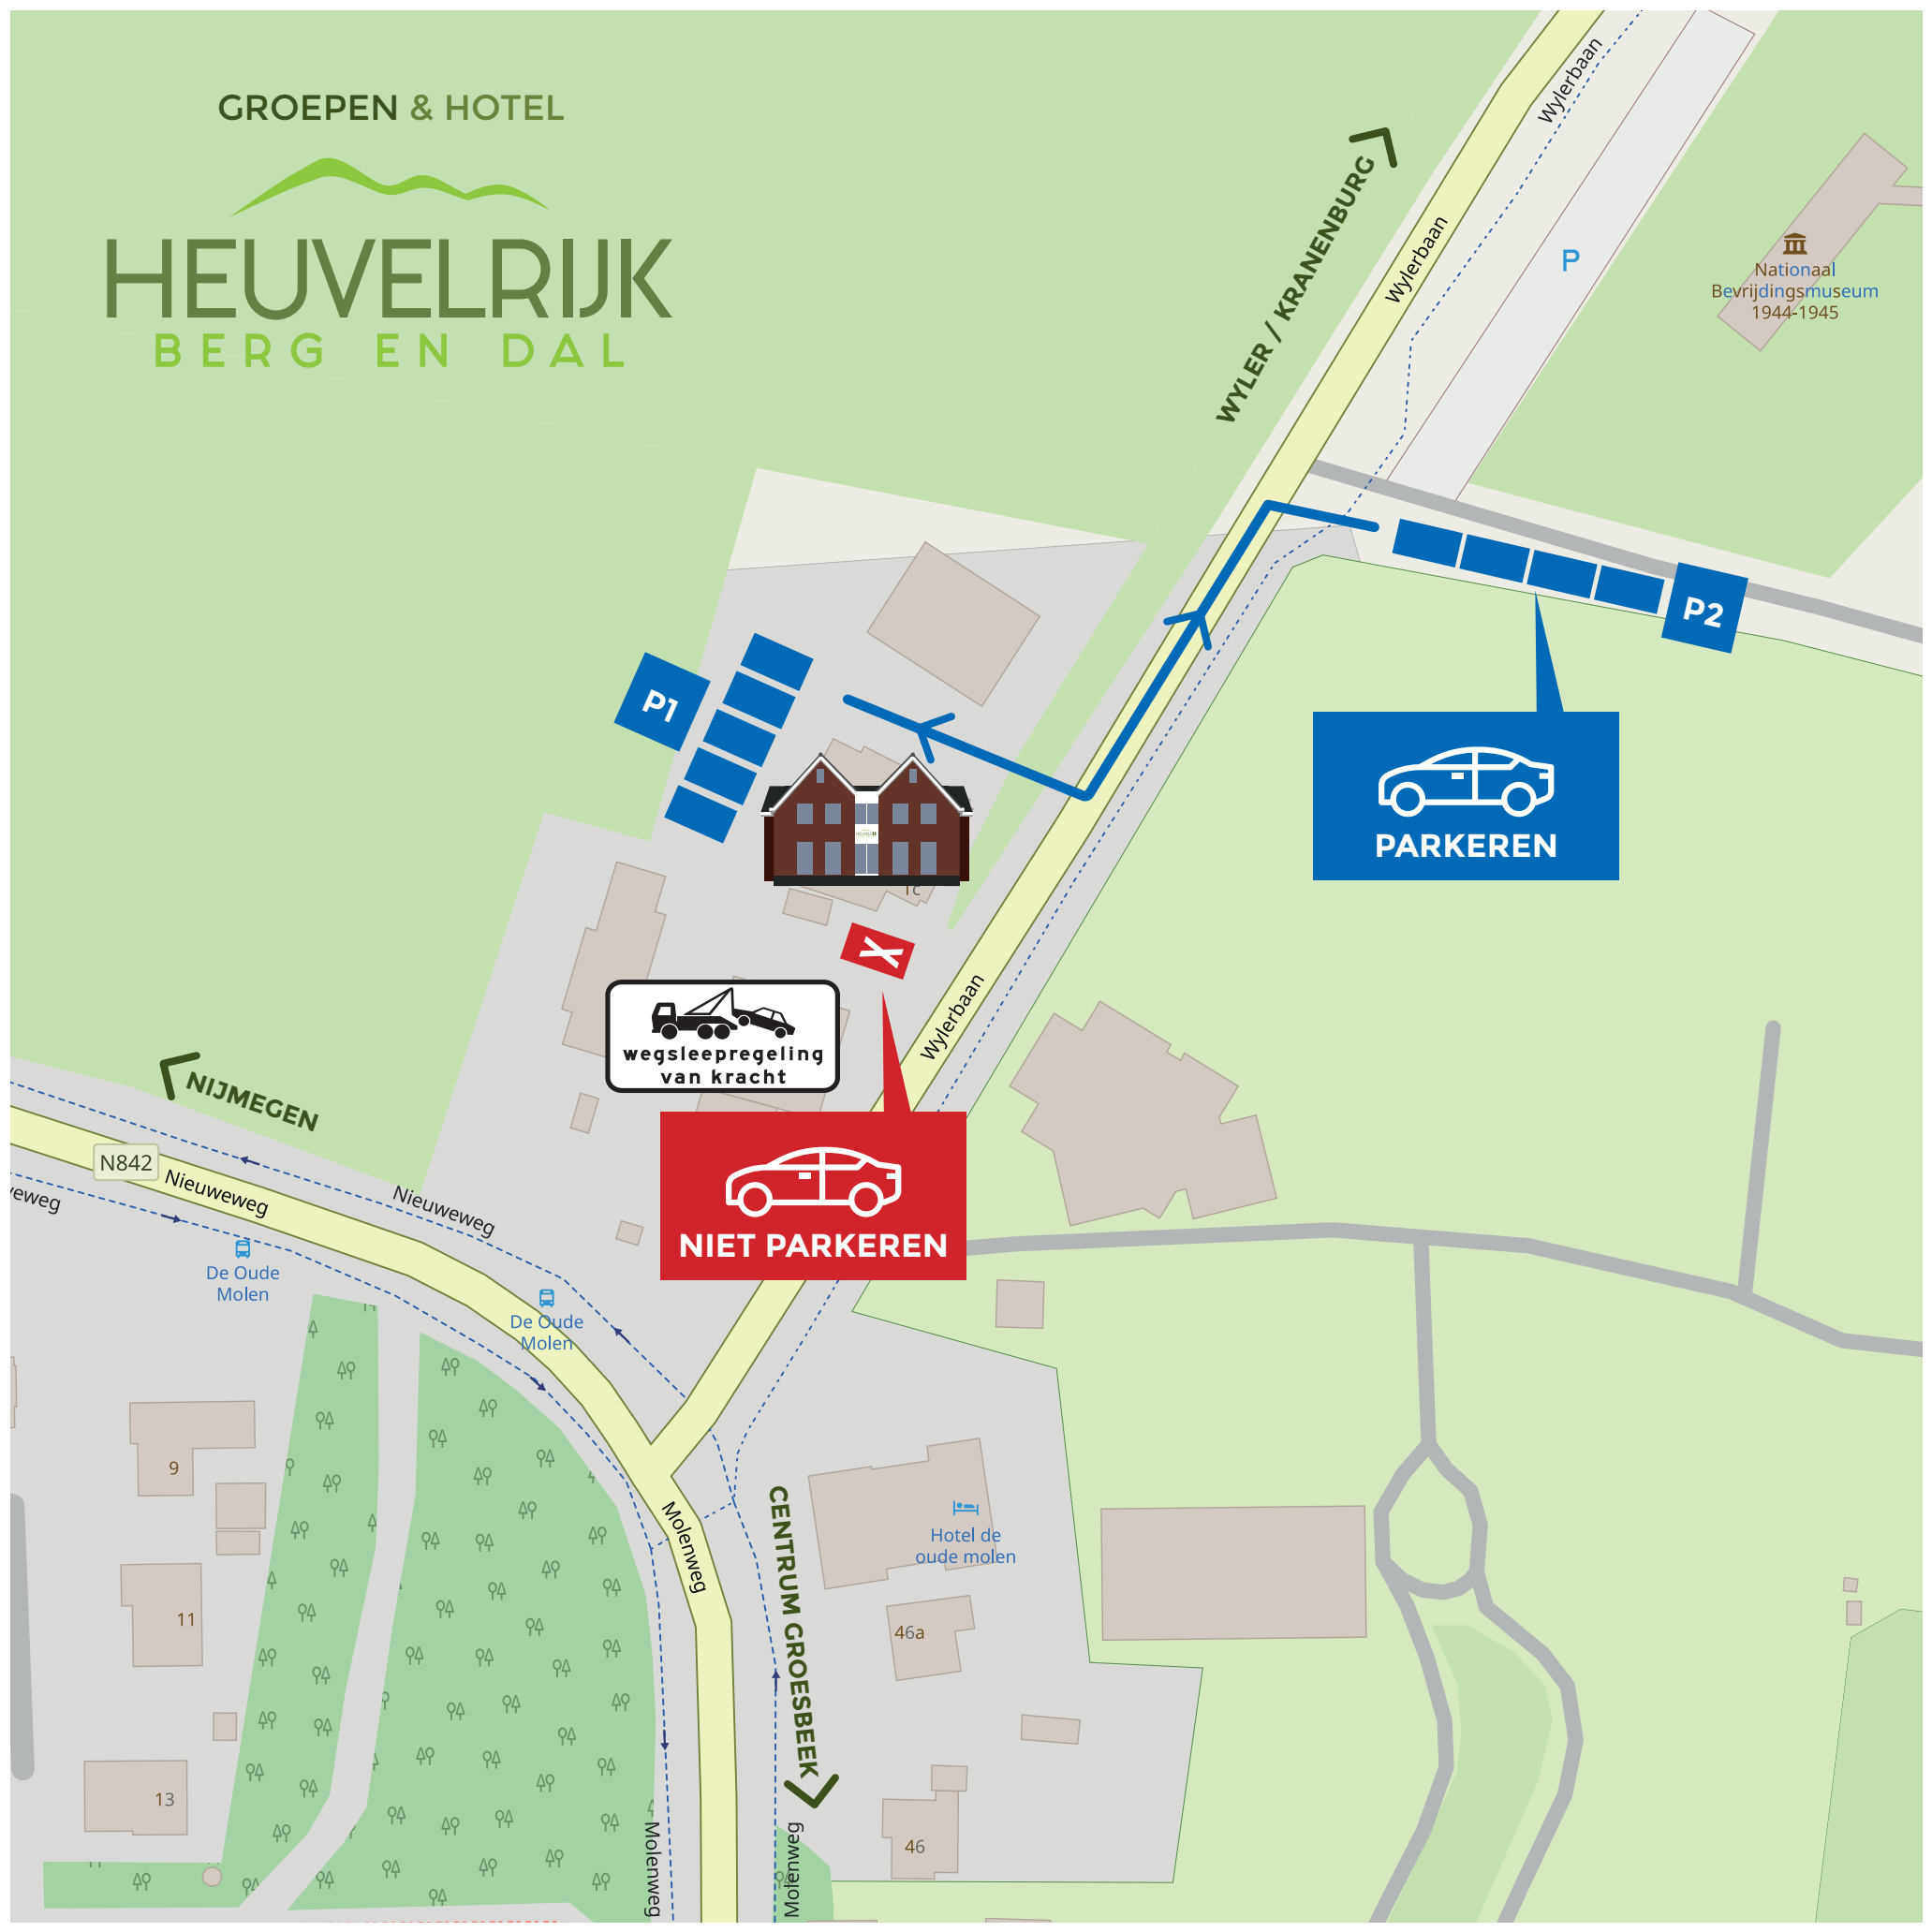 GROEPEN & HOTEL
HEUVELRIJK
BERG EN DAL
Wylerbaan
WYLER / KRANENBURG
Wylerbaan
P
Nationaal
Bevrijdingsmuseum
1944-1945
P2
P1
PARKEREN
1c
Wylerbaan
wegsleepregeling
van kracht
NIJMEGEN
N842
Nieuweweg
Nieuweweg
NIET PARKEREN
De Oude
Molen
De Oude
Molen
9
11
13
Molenweg
CENTRUM GROESBEEK
Hotel de
oude molen
46a
46
Molenweg
Molenweg